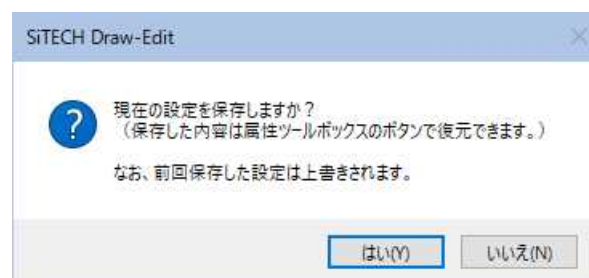 SiTECH Draw-Edit
現在の設定を保存しますか？
（保存した内容は属性ツールボックスのボタンで復元できます。）
なお、前回保存した設定は上書きされます。
はい(Y)
いいえ(N)